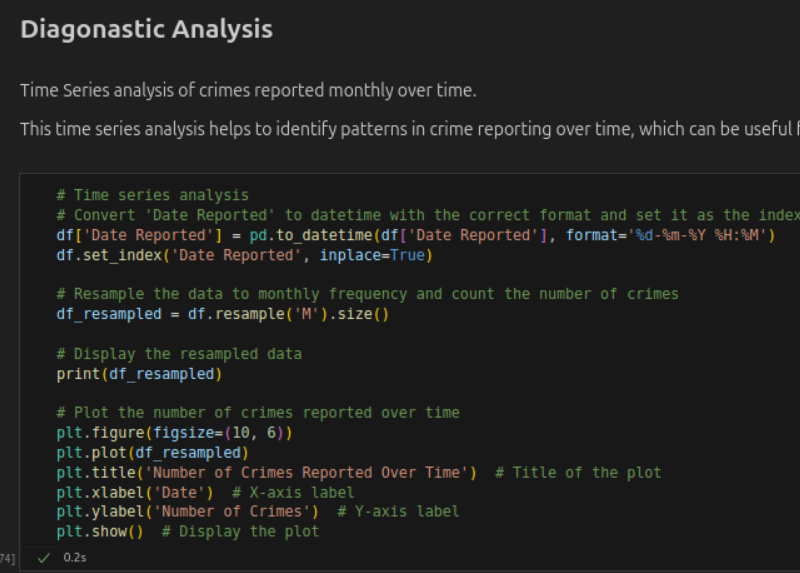 Diagonastic Analysis
Time Series analysis of crimes reported monthly over time.
This time series analysis helps to identify patterns in crime reporting over time, which can be useful
# Time series analysis
# Convert 'Date Reported' to datetime with the correct format and set it as the index
df['Date Reported'] = pd.to_datetime(df['Date Reported'], format='%d-%m-%Y %H:%M')
df.set_index('Date Reported', inplace=True)
# Resample the data to monthly frequency and count the number of crimes
df_resampled = df.resample('M').size()
# Display the resampled data
print(df_resampled)
# Plot the number of crimes reported over time
plt.figure(figsize=(10, 6))
plt.plot(df_resampled)
plt.title('Number of Crimes Reported Over Time')  # Title of the plot
plt.xlabel('Date')  # X-axis label
plt.ylabel('Number of Crimes')  # Y-axis label
plt.show()  # Display the plot
74] ✓ 0.2s